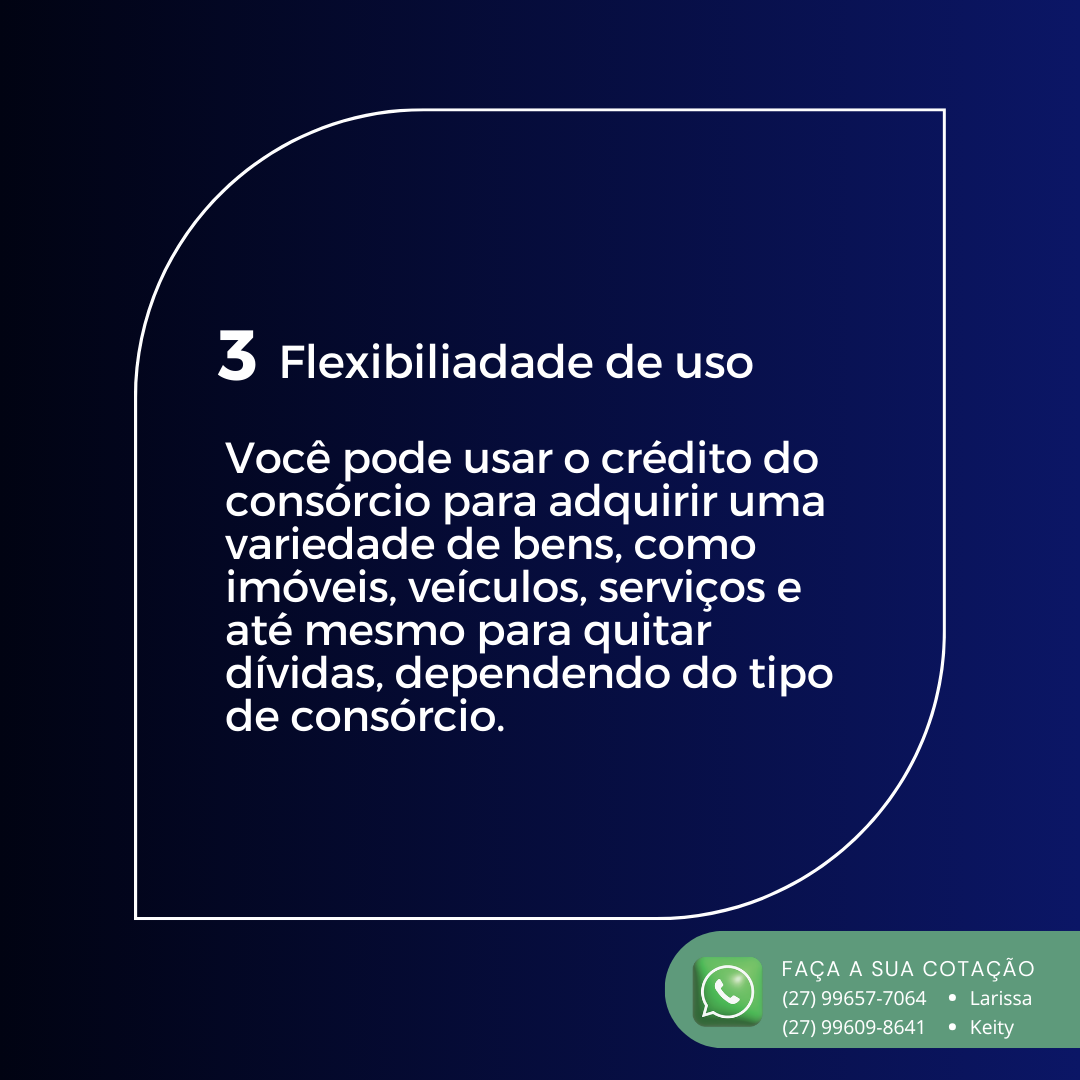 3 Flexibiliadade de uso
Você pode usar o crédito do
consórcio para adquirir uma
variedade de bens, como
imóveis, veículos, serviços e
até mesmo para quitar
dívidas, dependendo do tipo
de consórcio.
FAÇA A SUA COTAÇÃO
(27) 99657-7064 • Larissa
(27) 99609-8641 • Keity